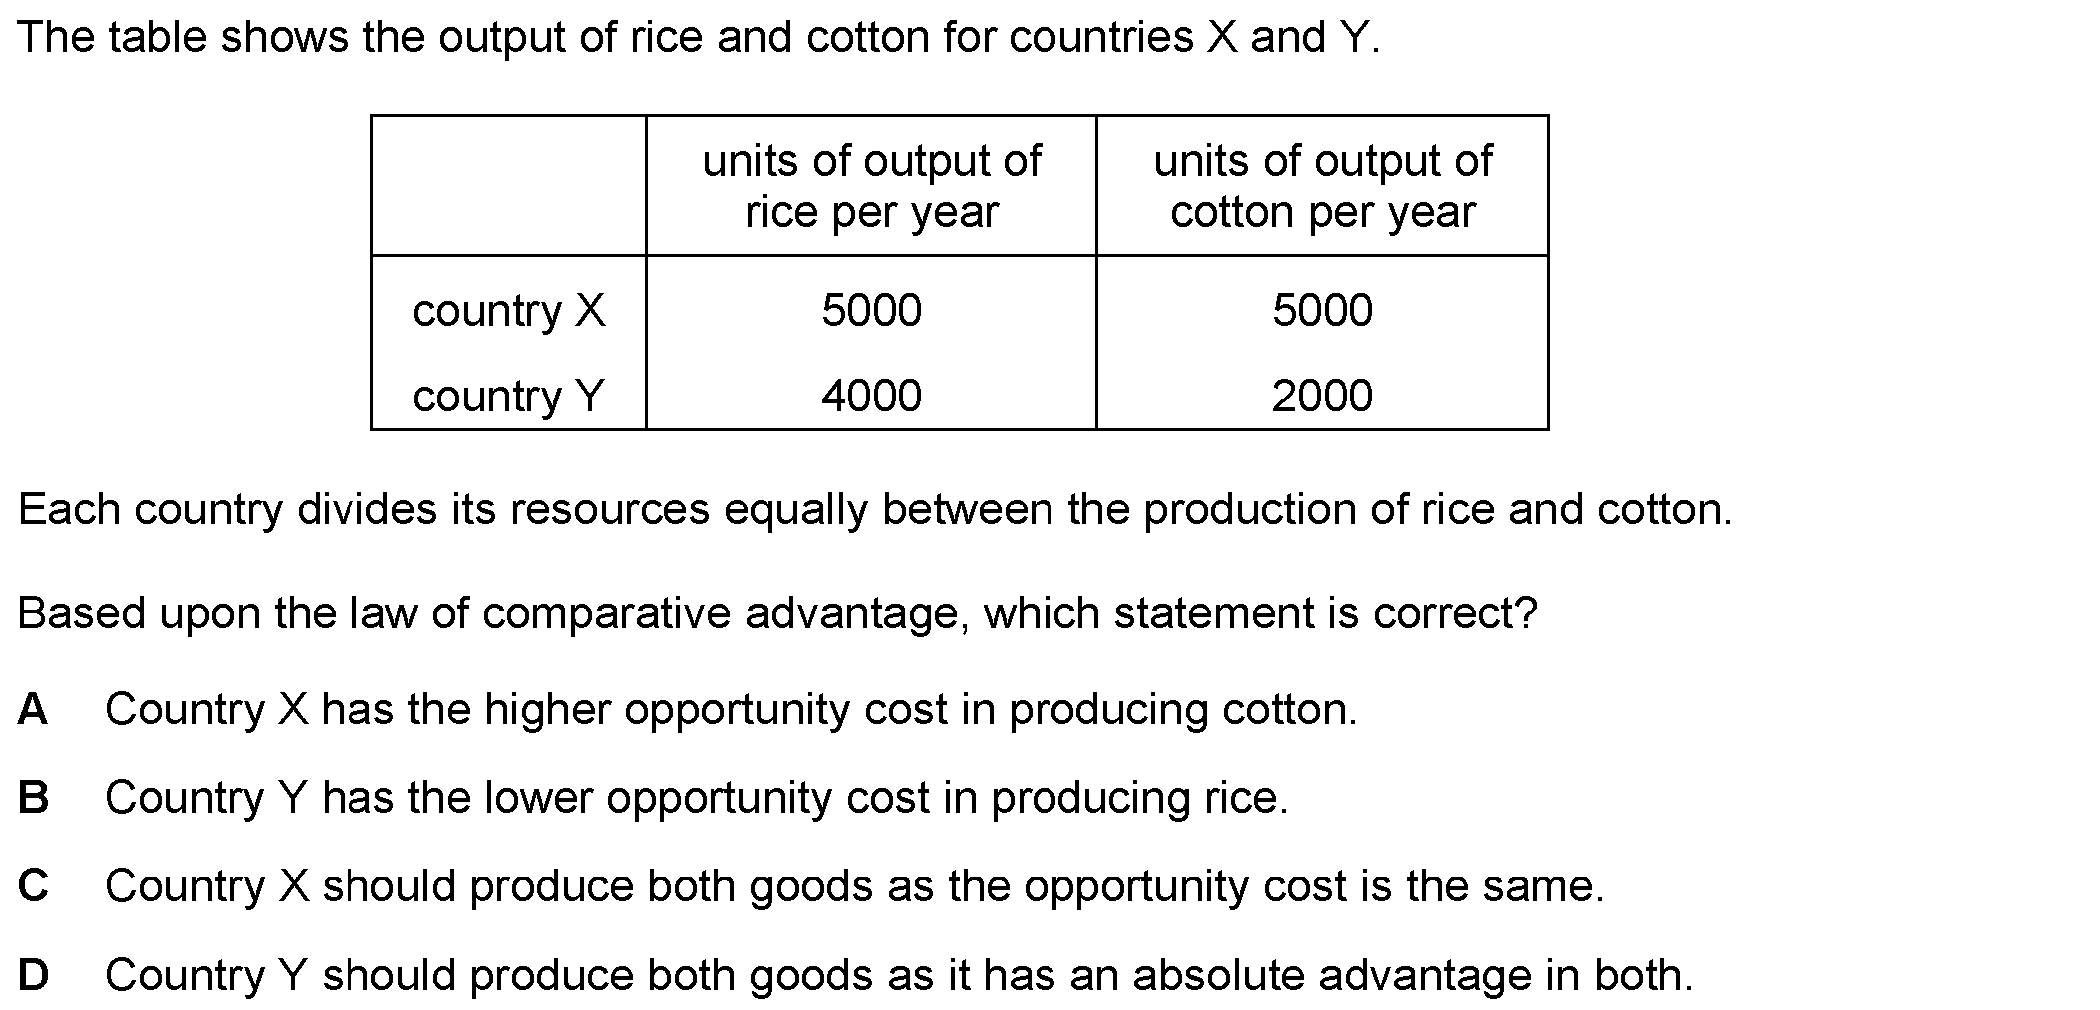 The table shows the output of rice and cotton for countries X and Y.
units of output of rice per year units of output of cotton per year
country X 5000 5000
country Y 4000 2000
Each country divides its resources equally between the production of rice and cotton.
Based upon the law of comparative advantage, which statement is correct?
A Country X has the higher opportunity cost in producing cotton.
B Country Y has the lower opportunity cost in producing rice.
C Country X should produce both goods as the opportunity cost is the same.
D Country Y should produce both goods as it has an absolute advantage in both.